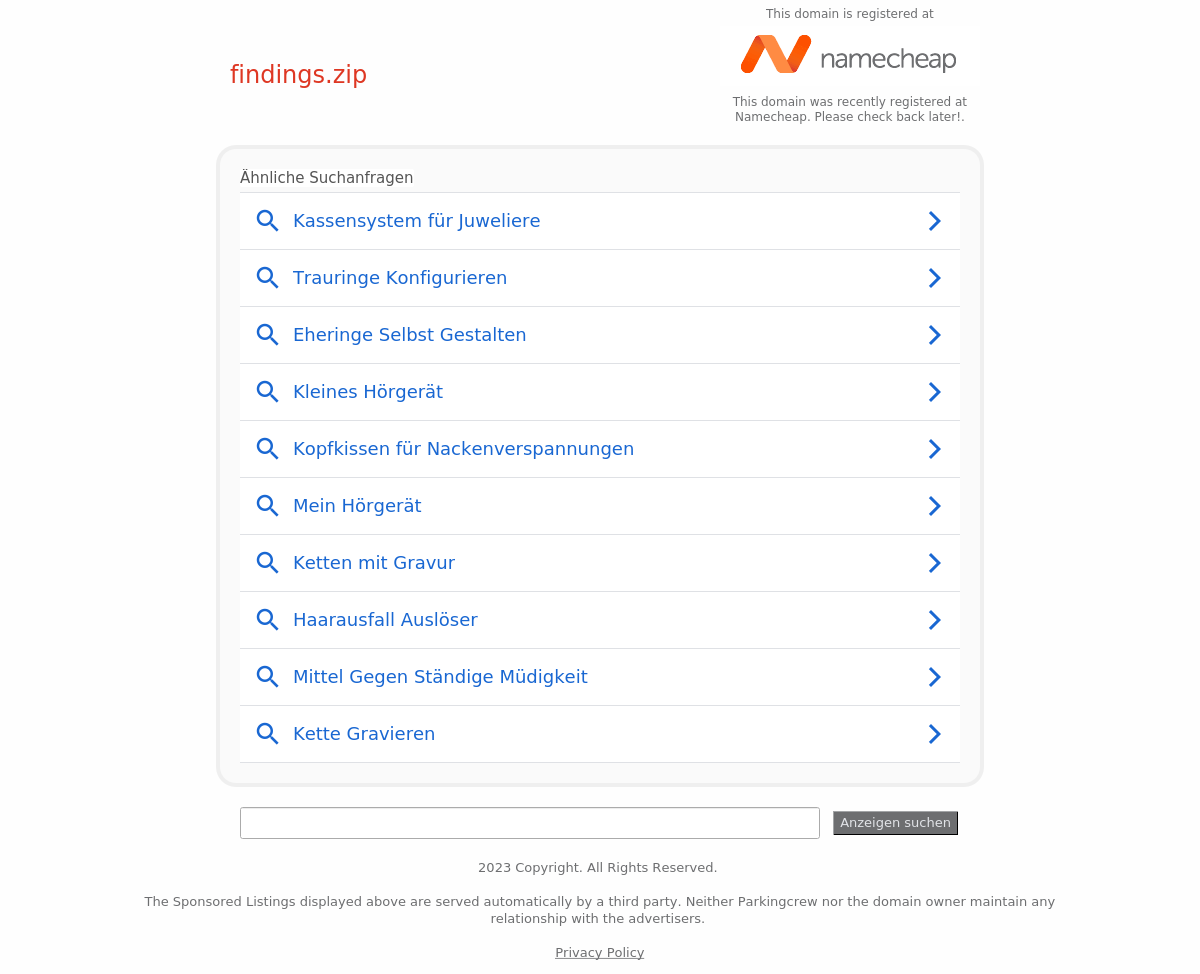 This domain is registered at
namecheap
findings.zip
This domain was recently registered at
Namecheap. Please check back later!.
Ähnliche Suchanfragen
Kassensystem für Juweliere
Trauringe Konfigurieren
Eheringe Selbst Gestalten
Kleines Hörgerät
Kopfkissen für Nackenverspannungen
Mein Hörgerät
Ketten mit Gravur
Haarausfall Auslöser
Mittel Gegen Ständige Müdigkeit
Kette Gravieren
Anzeigen suchen
2023 Copyright. All Rights Reserved.
The Sponsored Listings displayed above are served automatically by a third party. Neither Parkingcrew nor the domain owner maintain any
relationship with the advertisers.
Privacy Policy